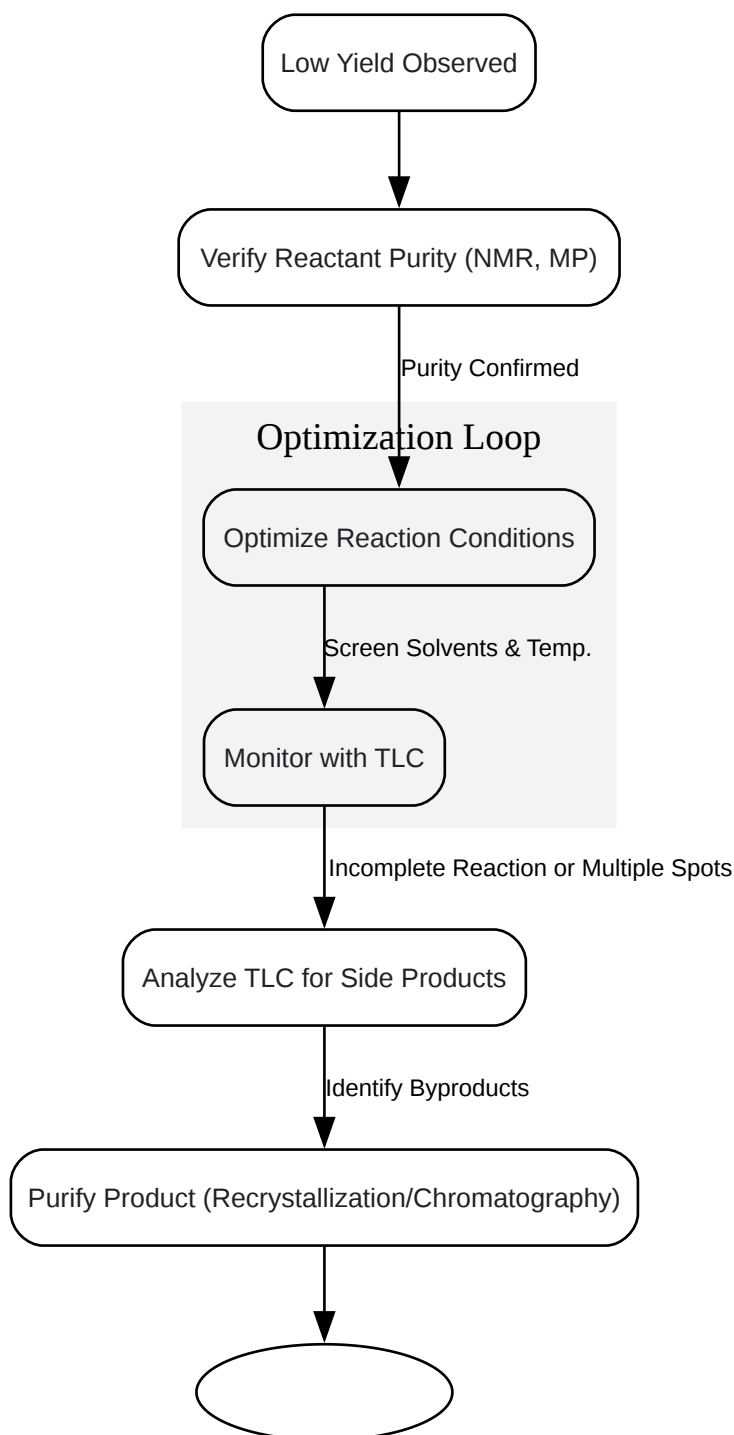 Low Yield Observed
Verify Reactant Purity (NMR, MP)
Purity Confirmed
Optimization Loop
Optimize Reaction Conditions
Screen Solvents & Temp.
Monitor with TLC
Incomplete Reaction or Multiple Spots
Analyze TLC for Side Products
Identify Byproducts
Purify Product (Recrystallization/Chromatography)